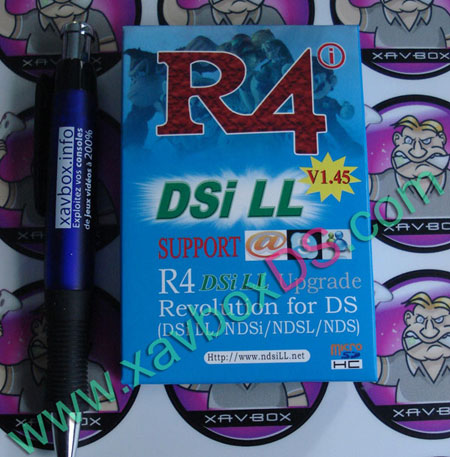 XAVBOX
R4
i
V1.45
DSi LL
SUPPORT @
R4 DSi LL Upgrade
Revolution for DS
(DSi LL/NDSi/NDSL/NDS)
Http://www.ndsiLL.net
micro
HC
xavbox.info
Exploitez vos consoles
de jeux vidéos à 200%
www.xavboxDS.com
XAVBOX
XAVBOX
XAVBOX